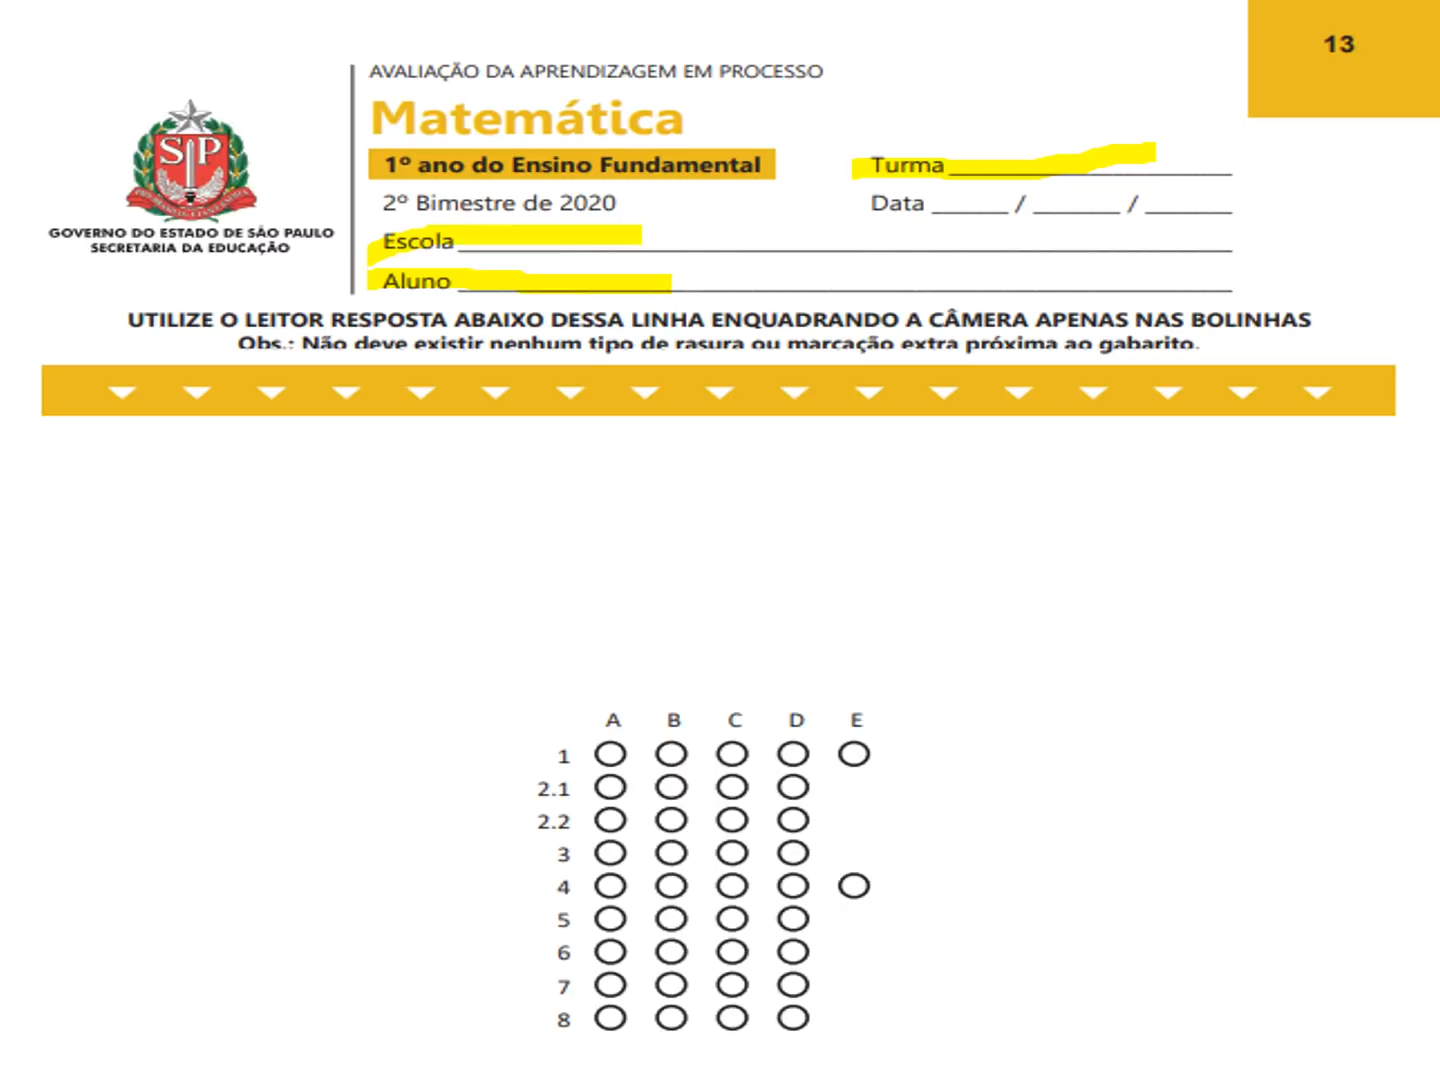 13
AVALIAÇÃO DA APRENDIZAGEM EM PROCESSO
Matemática
1º ano do Ensino Fundamental
Turma
2º Bimestre de 2020
Data / /
Escola
Aluno
SP
GOVERNO DO ESTADO DE SÃO PAULO
SECRETARIA DA EDUCAÇÃO
UTILIZE O LEITOR RESPOSTA ABAIXO DESSA LINHA ENQUADRANDO A CÂMERA APENAS NAS BOLINHAS
Obs.: Não deve existir nenhum tipo de rasura ou marcação extra próxima ao gabarito.
A B C D E
1
2.1
2.2
3
4
5
6
7
8